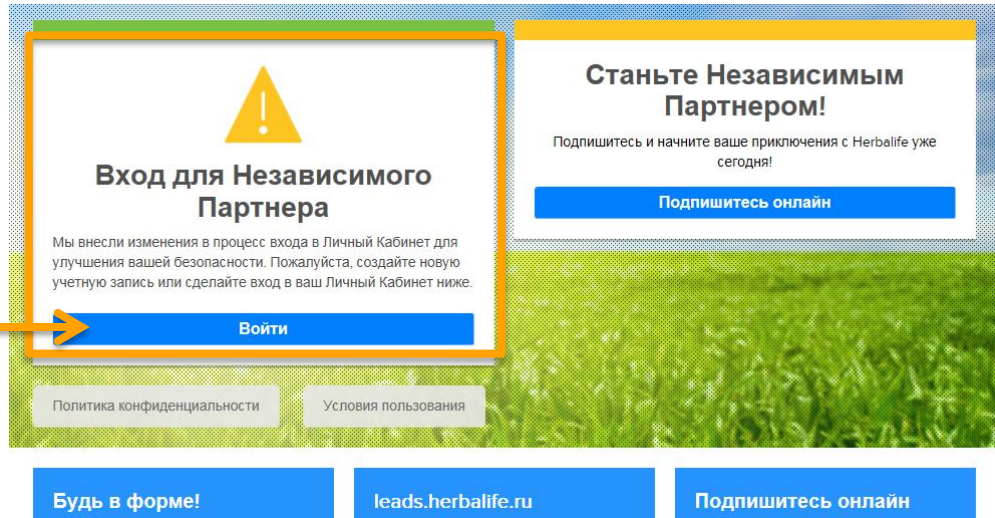 Вход для Независимого
Партнера
Мы внесли изменения в процесс входа в Личный Кабинет для
улучшения вашей безопасности. Пожалуйста, создайте новую
учетную запись или сделайте вход в ваш Личный Кабинет ниже.
Войти
Станьте Независимым
Партнером!
Подпишитесь и начните ваше приключения с Herbalife уже
сегодня!
Подпишитесь онлайн
Политика конфиденциальности
Условия пользования
Будь в форме!
leads.herbalife.ru
Подпишитесь онлайн